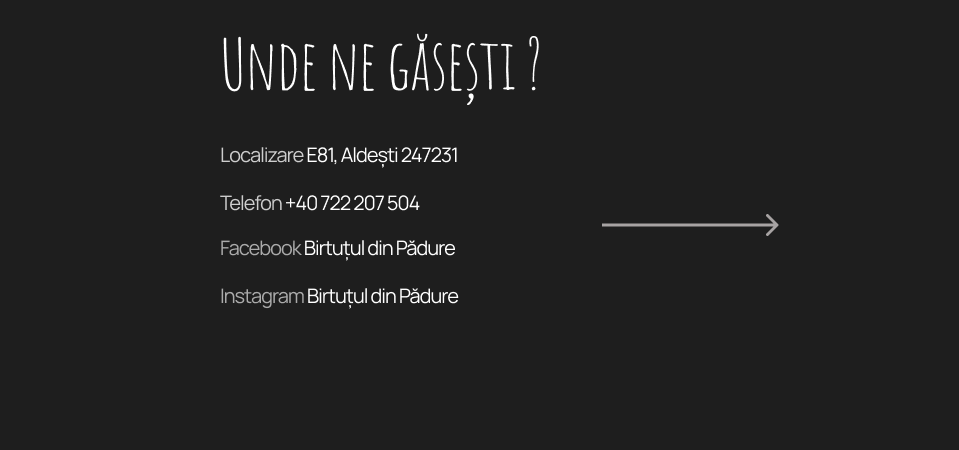 Unde ne găsești ?
Localizare E81, Aldești 247231
Telefon +40 722 207 504
Facebook Birtuțul din Pădure
Instagram Birtuțul din Pădure